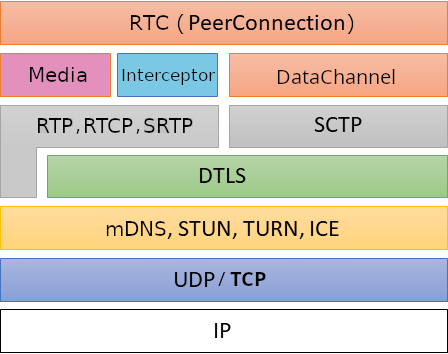 RTC (PeerConnection)
Media
Interceptor
DataChannel
RTP, RTCP, SRTP
SCTP
DTLS
mDNS, STUN, TURN, ICE
UDP / TCP
IP